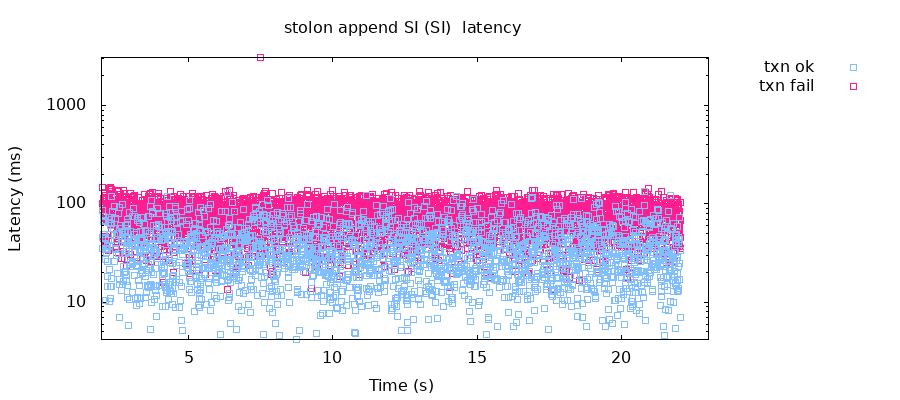 stolon append SI (SI)  latency
txn ok
txn fail
1000
100
10
Latency (ms)
5 10 15 20
Time (s)